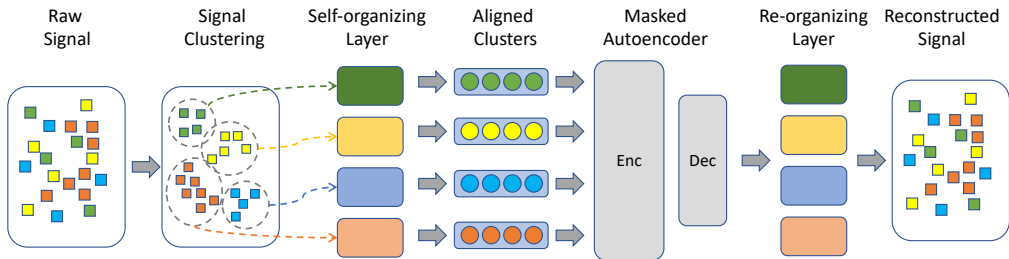 Raw
Signal
Signal
Clustering
Self-organizing
Layer
Aligned
Clusters
Masked
Autoencoder
Re-organizing
Layer
Reconstructed
Signal
Enc
Dec